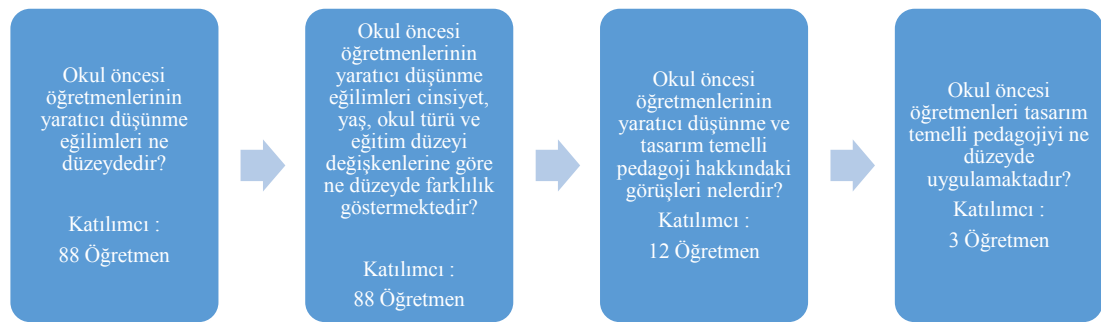 Okul öncesi
öğretmenlerinin
yaratıcı düşünme
eğilimleri ne
düzeydedir?
Katılımcı :
88 Öğretmen
Okul öncesi
öğretmenlerinin
yaratıcı düşünme
eğilimleri cinsiyet,
yaş, okul türü ve
eğitim düzeyi
değişkenlerine göre
ne düzeyde farklılık
göstermektedir?
Katılımcı :
88 Öğretmen
Okul öncesi
öğretmenlerinin
yaratıcı düşünme ve
tasarım temelli
pedagoji hakkındaki
görüşleri nelerdir?
Katılımcı :
12 Öğretmen
Okul öncesi
öğretmenleri tasarım
temelli pedagojiyi ne
düzeyde
uygulamaktadır?
Katılımcı :
3 Öğretmen